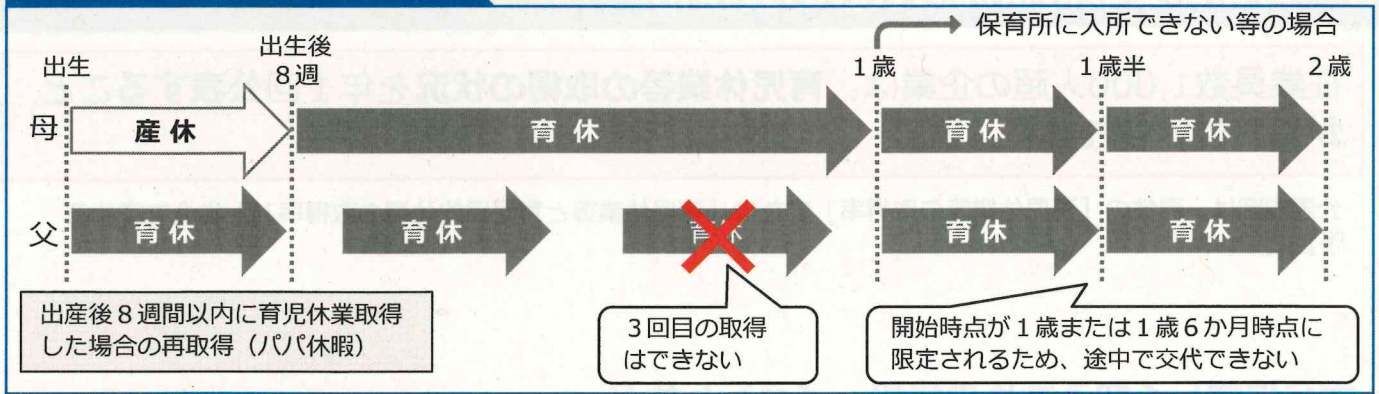 保育所に入所できない等の場合
出生
出生後
8週
1歳
1歳半
2歳
母
産休
育休
育休
育休
父
育休
育休
育休
育休
育休
出産後8週間以内に育児休業取得
した場合の再取得（パパ休暇）
3回目の取得
はできない
開始時点が1歳または1歳6か月時点に
限定されるため、途中で交代できない